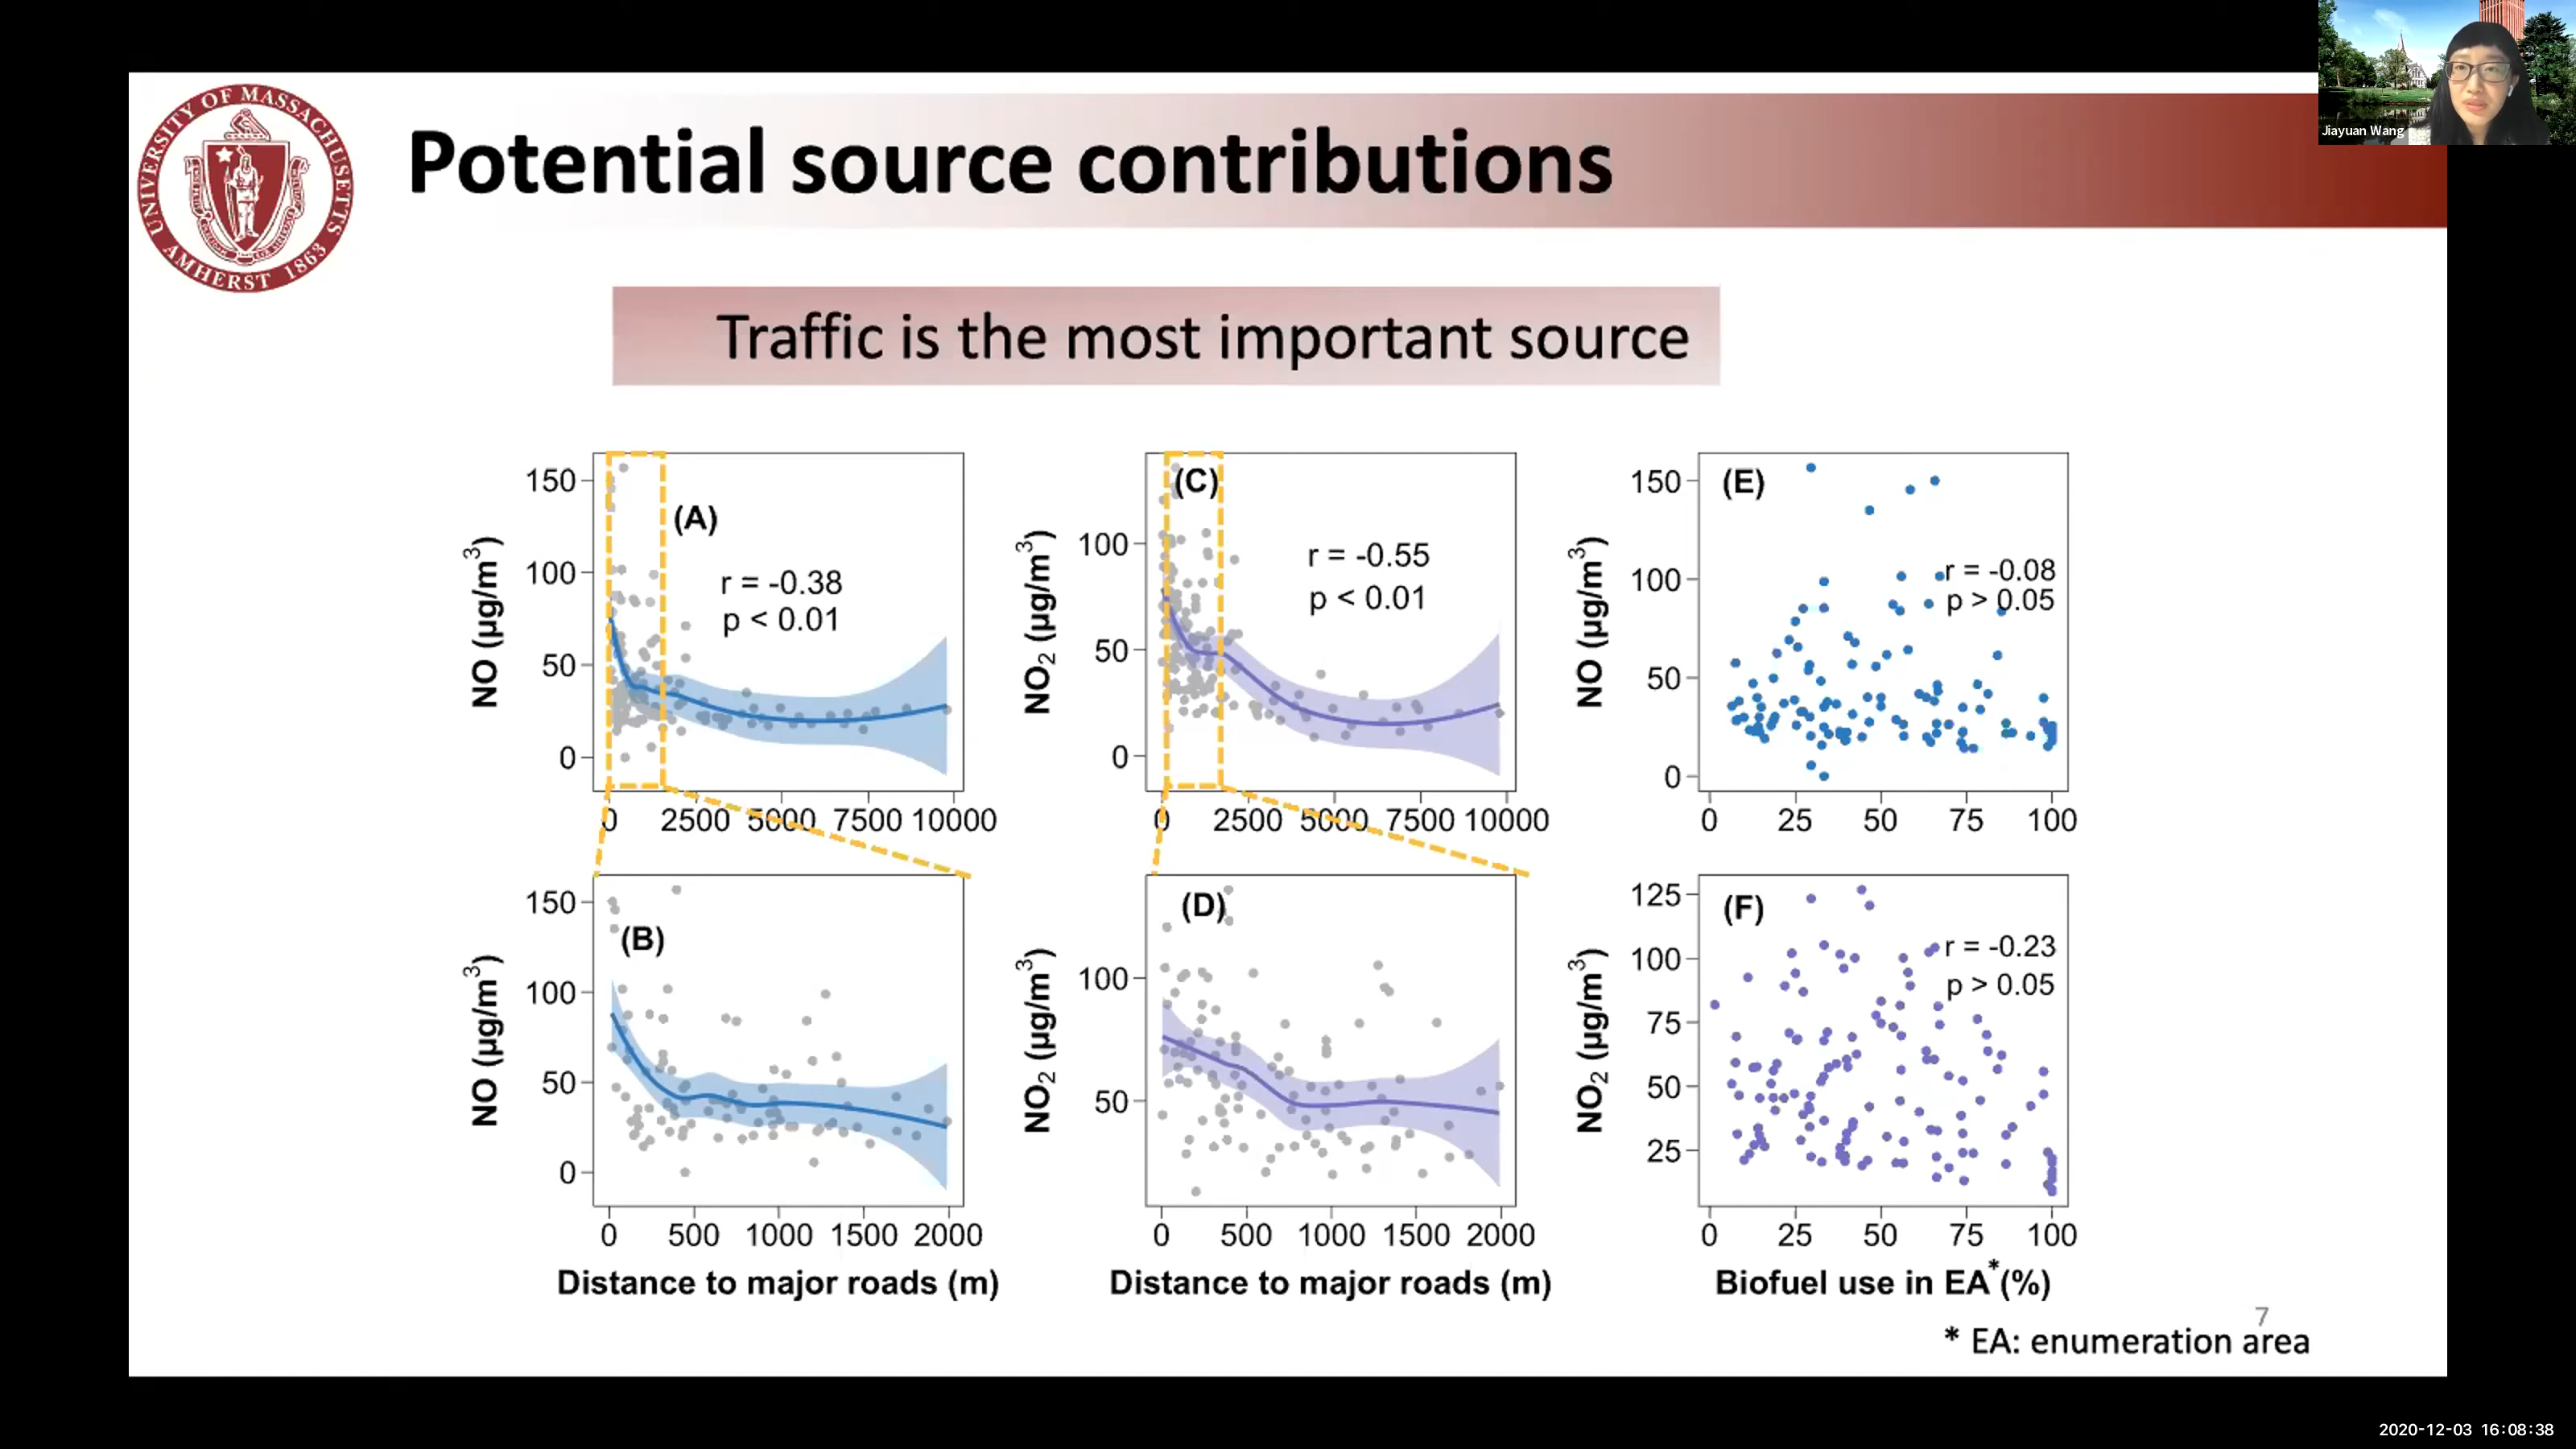 Jiayuan Wang
UNIVERSITY OF MASSACHUSETTS
AMHERST 1863
Potential source contributions
Traffic is the most important source
NO (µg/m³)
150
100
50
0
(A)
r = -0.38
p < 0.01
0 2500 5000 7500 10000
NO₂ (µg/m³)
100
50
0
(C)
r = -0.55
p < 0.01
0 2500 5000 7500 10000
NO (µg/m³)
150
100
50
0
(E)
r = -0.08
p > 0.05
0 25 50 75 100
NO (µg/m³)
150
100
50
0
(B)
0 500 1000 1500 2000
Distance to major roads (m)
NO₂ (µg/m³)
100
50
(D)
0 500 1000 1500 2000
Distance to major roads (m)
NO₂ (µg/m³)
125
100
75
50
25
(F)
r = -0.23
p > 0.05
0 25 50 75 100
Biofuel use in EA*(%)
7
* EA: enumeration area
2020-12-03 16:08:38